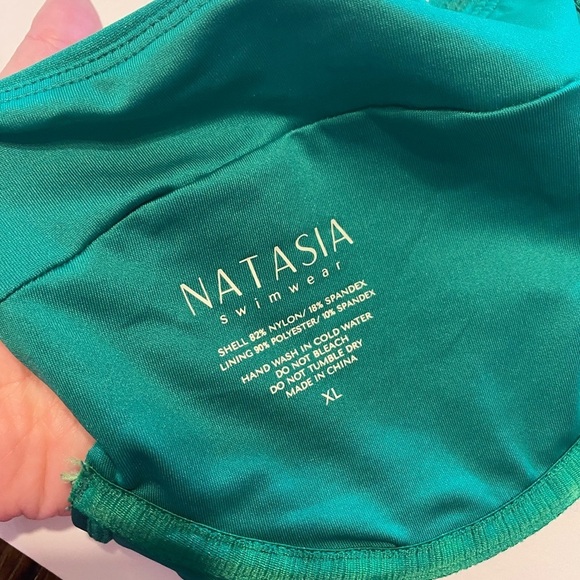 NATASIA
swimwear
SHELL 82% NYLON/ 18% SPANDEX
LINING 90% POLYESTER/ 10% SPANDEX
HAND WASH IN COLD WATER
DO NOT BLEACH
DO NOT TUMBLE DRY
MADE IN CHINA
XL